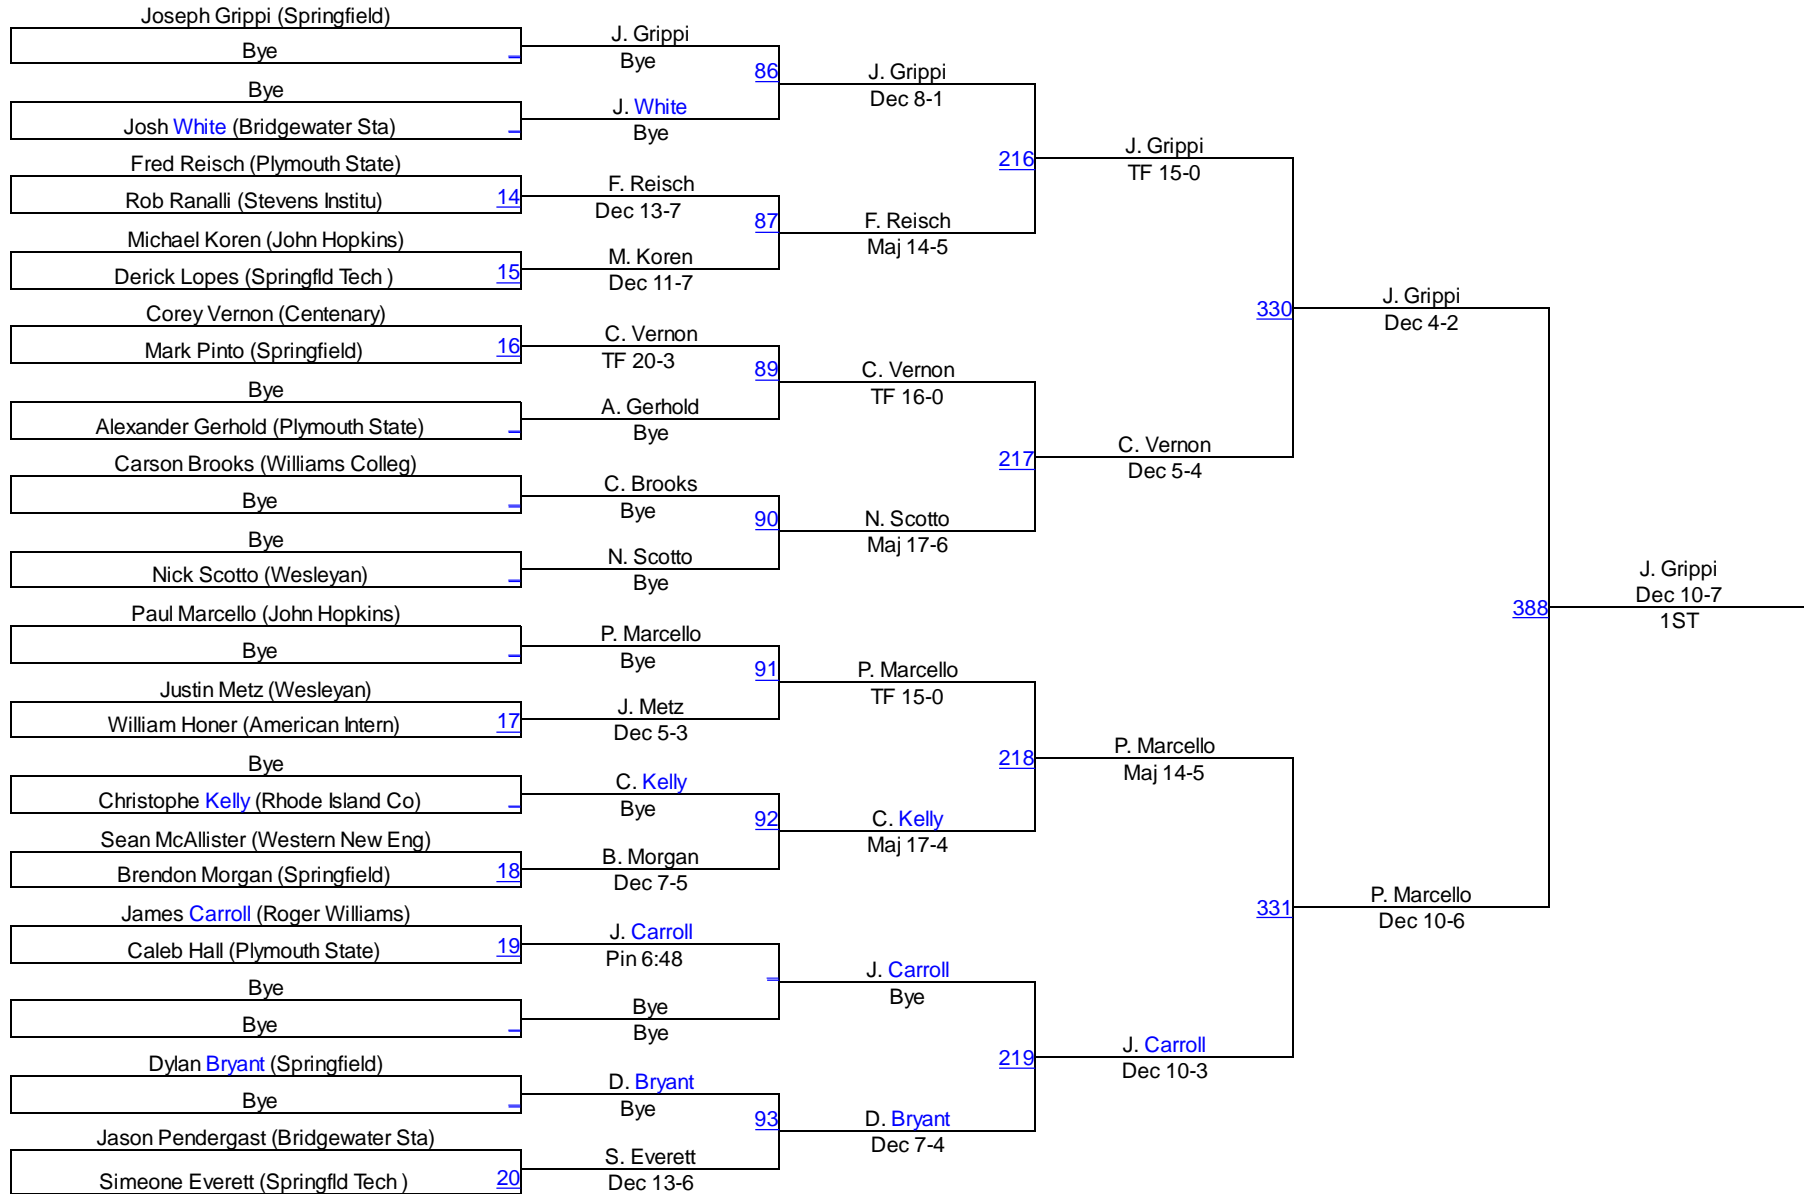 Joseph Grippi (Springfield)
Bye
Bye
Josh White (Bridgewater Sta)
Fred Reisch (Plymouth State)
Rob Ranalli (Stevens Institu) 14
Michael Koren (John Hopkins)
Derick Lopes (Springfld Tech ) 15
Corey Vernon (Centenary)
Mark Pinto (Springfield) 16
Bye
Alexander Gerhold (Plymouth State)
Carson Brooks (Williams Colleg)
Bye
Bye
Nick Scotto (Wesleyan)
Paul Marcello (John Hopkins)
Bye
Justin Metz (Wesleyan)
William Honer (American Intern) 17
Bye
Christophe Kelly (Rhode Island Co)
Sean McAllister (Western New Eng)
Brendon Morgan (Springfield) 18
James Carroll (Roger Williams)
Caleb Hall (Plymouth State) 19
Bye
Bye
Dylan Bryant (Springfield)
Bye
Jason Pendergast (Bridgewater Sta)
Simeone Everett (Springfld Tech ) 20
J. Grippi
Bye
86
J. White
Bye
F. Reisch
Dec 13-7
87
M. Koren
Dec 11-7
C. Vernon
TF 20-3
89
A. Gerhold
Bye
C. Brooks
Bye
90
N. Scotto
Bye
P. Marcello
Bye
91
J. Metz
Dec 5-3
C. Kelly
Bye
92
B. Morgan
Dec 7-5
J. Carroll
Pin 6:48
Bye
Bye
D. Bryant
Bye
93
S. Everett
Dec 13-6
J. Grippi
Dec 8-1
216
F. Reisch
Maj 14-5
C. Vernon
TF 16-0
217
N. Scotto
Maj 17-6
P. Marcello
TF 15-0
218
C. Kelly
Maj 17-4
J. Carroll
Bye
219
D. Bryant
Dec 7-4
J. Grippi
TF 15-0
330
C. Vernon
Dec 5-4
P. Marcello
Maj 14-5
331
J. Carroll
Dec 10-3
J. Grippi
Dec 4-2
388
P. Marcello
Dec 10-6
J. Grippi
Dec 10-7
1ST